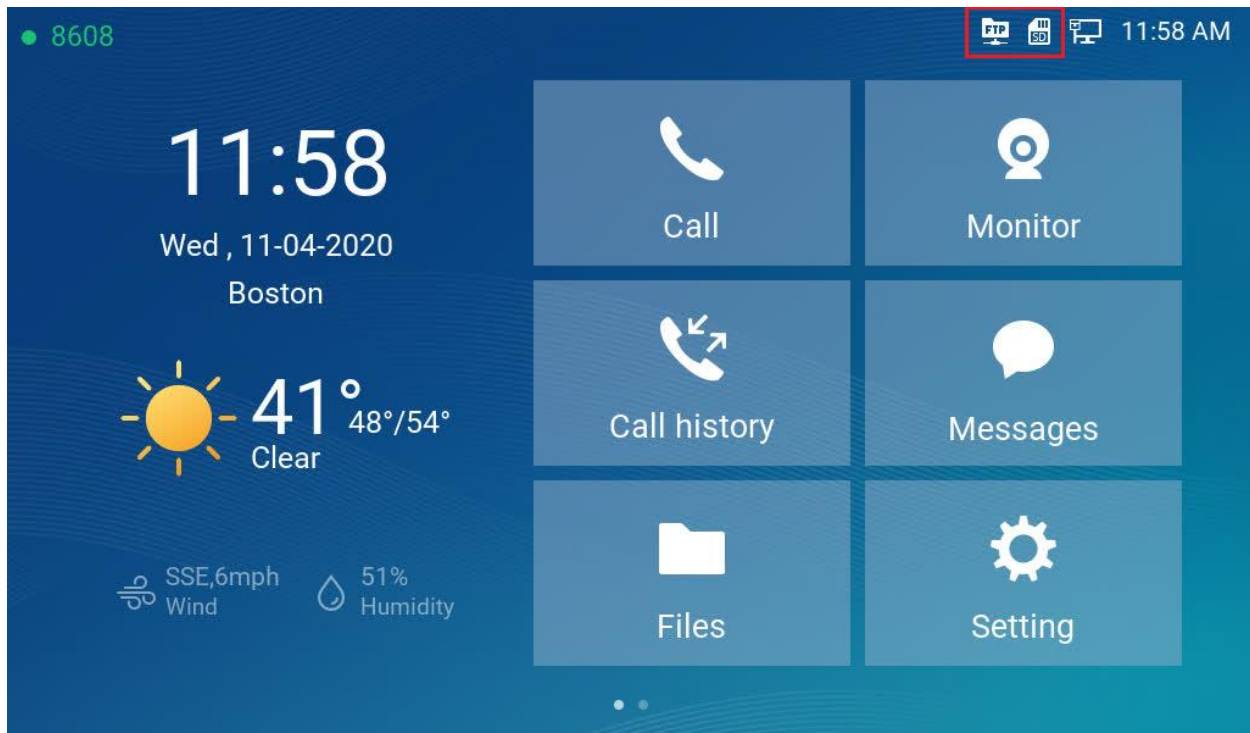 8608
FTP
SD
11:58 AM
11:58
Wed , 11-04-2020
Boston
41°
48°/54°
Clear
SSE,6mph
Wind
51%
Humidity
Call
Monitor
Call history
Messages
Files
Setting